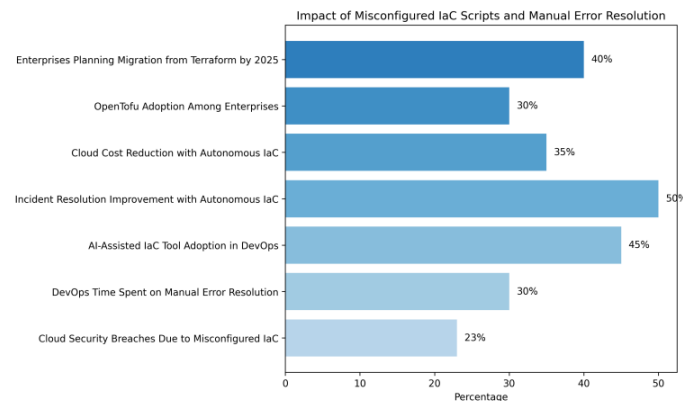 Impact of Misconfigured IaC Scripts and Manual Error Resolution
Enterprises Planning Migration from Terraform by 2025
40%
OpenTofu Adoption Among Enterprises
30%
Cloud Cost Reduction with Autonomous IaC
35%
Incident Resolution Improvement with Autonomous IaC
50%
AI-Assisted IaC Tool Adoption in DevOps
45%
DevOps Time Spent on Manual Error Resolution
30%
Cloud Security Breaches Due to Misconfigured IaC
23%
0 10 20 30 40 50
Percentage